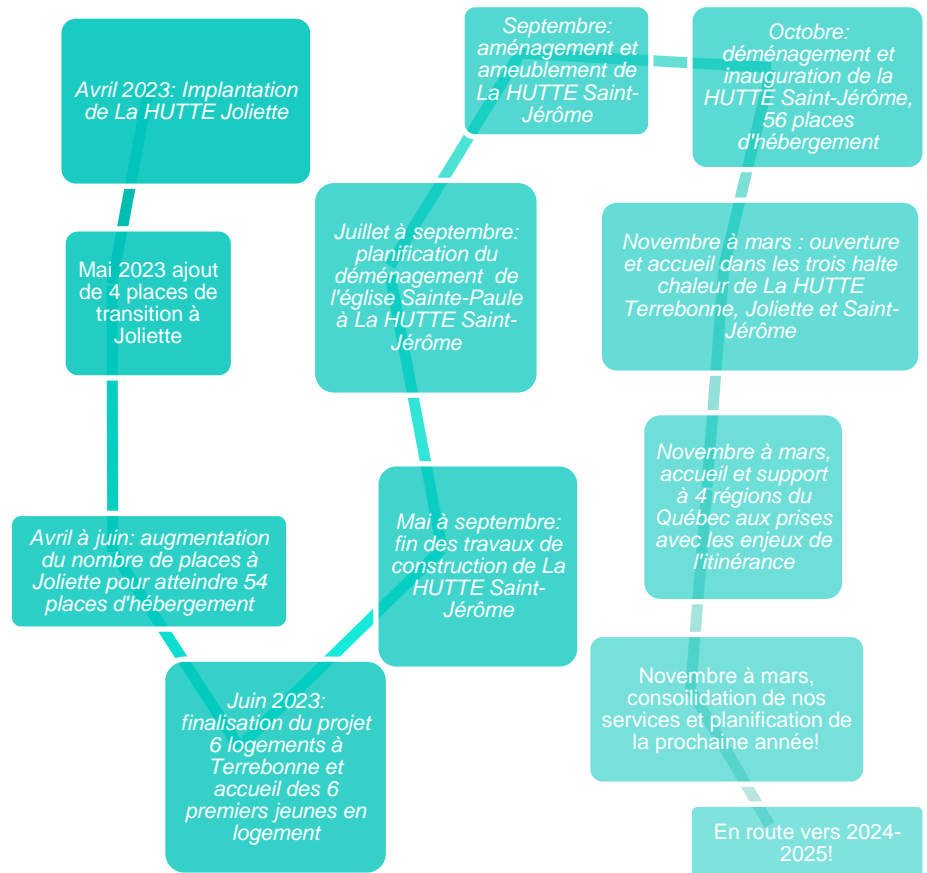 Avril 2023: Implantation
de La HUTTE Joliette
Mai 2023 ajout
de 4 places de
transition à
Joliette
Avril à juin: augmentation
du nombre de places à
Joliette pour atteindre 54
places d'hébergement
Juin 2023:
finalisation du projet
6 logements à
Terrebonne et
accueil des 6
premiers jeunes en
logement
Mai à septembre:
fin des travaux de
construction de La
HUTTE Saint-
Jérôme
Juillet à septembre:
planification du
déménagement de
l'église Sainte-Paule
à La HUTTE Saint-
Jérôme
Septembre:
aménagement et
ameublement de
La HUTTE Saint-
Jérôme
Octobre:
déménagement et
inauguration de la
HUTTE Saint-Jérôme,
56 places
d'hébergement
Novembre à mars : ouverture
et accueil dans les trois halte
chaleur de La HUTTE
Terrebonne, Joliette et Saint-
Jérôme
Novembre à mars,
accueil et support
à 4 régions du
Québec aux prises
avec les enjeux de
l'itinérance
Novembre à mars,
consoilidation de nos
services et planification de
la prochaine année!
En route vers 2024-
2025!